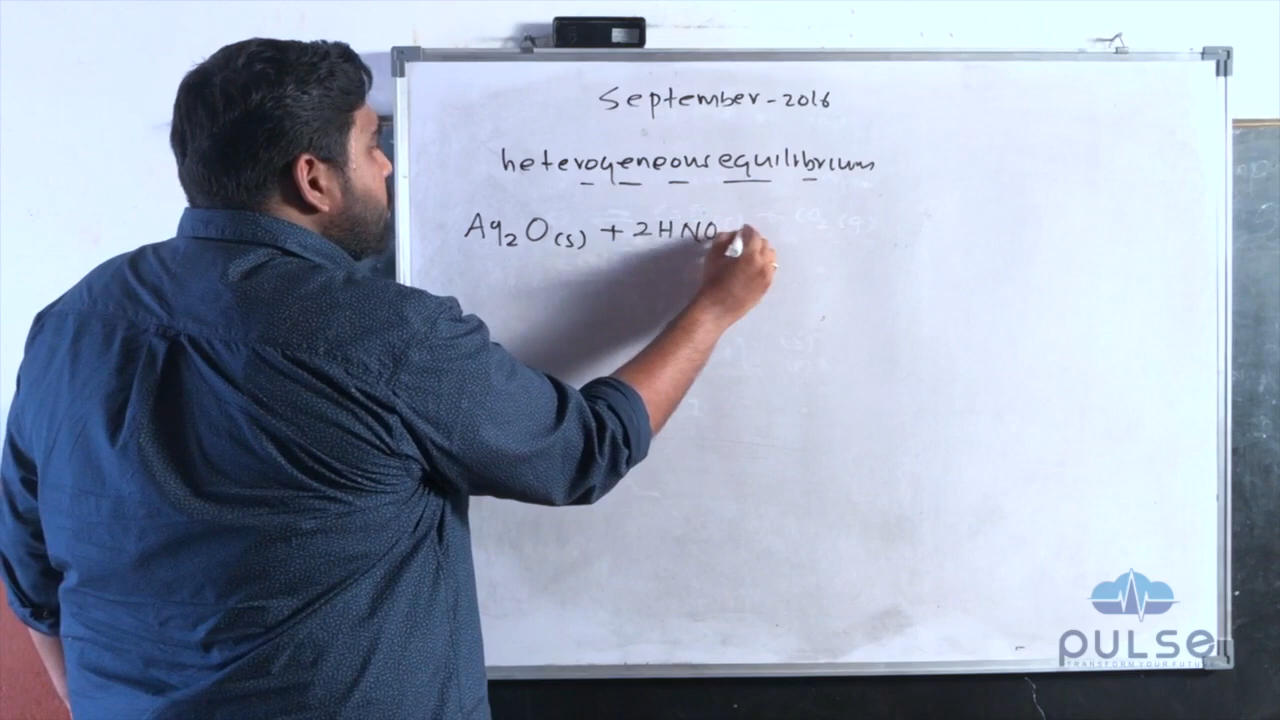 September - 2016
heterogeneous equilibrium
Ag₂O(s) + 2HNO
PULSE
TRANSFORM YOUR FUTURE